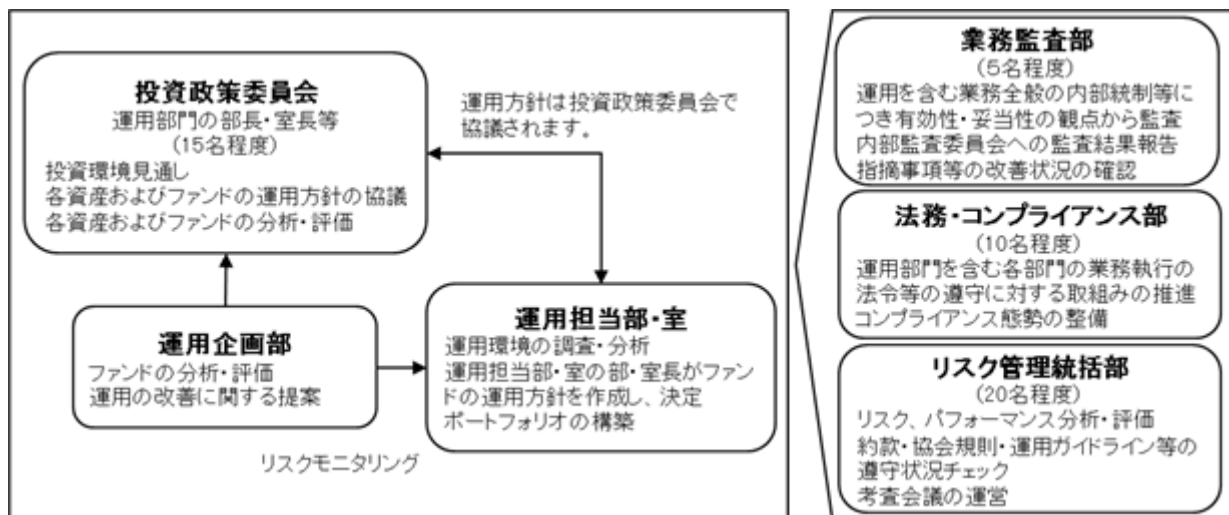 投資政策委員会
運用部門の部長・室長等
(15名程度)
投資環境見通し
各資産およびファンドの運用方針の協議
各資産およびファンドの分析・評価
運用方針は投資政策委員会で
協議されます。
運用企画部
ファンドの分析・評価
運用の改善に関する提案
運用担当部・室
運用環境の調査・分析
運用担当部・室の部・室長がファン
ドの運用方針を作成し、決定
ポートフォリオの構築
リスクモニタリング
業務監査部
(5名程度)
運用を含む業務全般の内部統制等に
つき有効性・妥当性の観点から監査
内部監査委員会への監査結果報告
指摘事項等の改善状況の確認
法務・コンプライアンス部
(10名程度)
運用部門を含む各部門の業務執行の
法令等の遵守に対する取組みの推進
コンプライアンス態勢の整備
リスク管理統括部
(20名程度)
リスク、パフォーマンス分析・評価
約款・協会規則・運用ガイドライン等の
遵守状況チェック
考査会議の運営